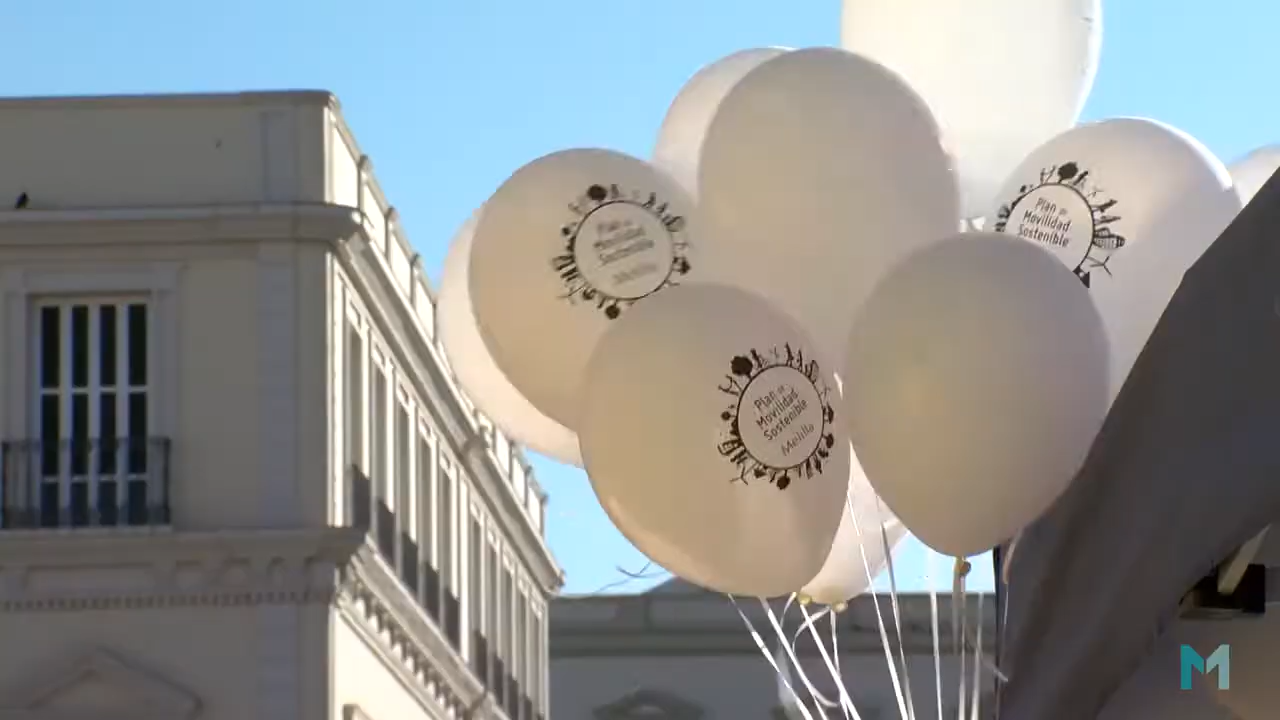 Plan de
Movilidad
Sostenible
Melilla
Plan de
Movilidad
Sostenible
Plan de
Movilidad
Sostenible
Melilla
M